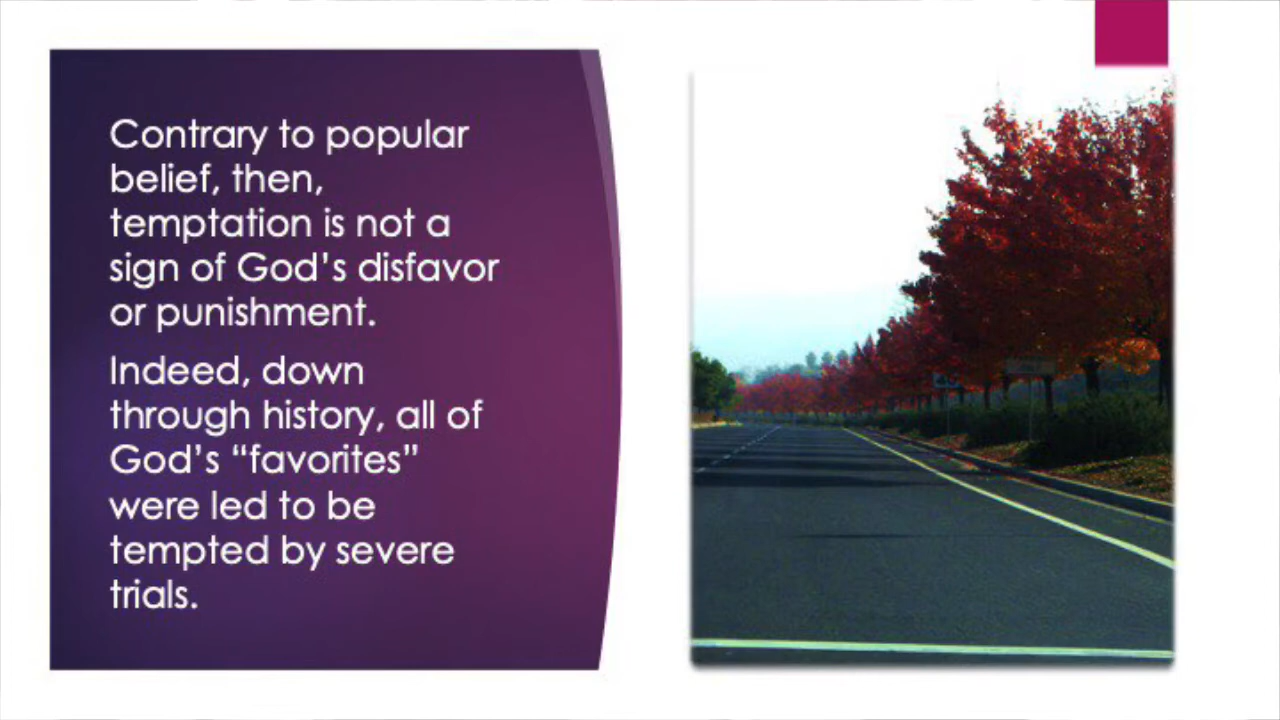 Contrary to popular
belief, then,
temptation is not a
sign of God’s disfavor
or punishment.
Indeed, down
through history, all of
God’s “favorites”
were led to be
tempted by severe
trials.